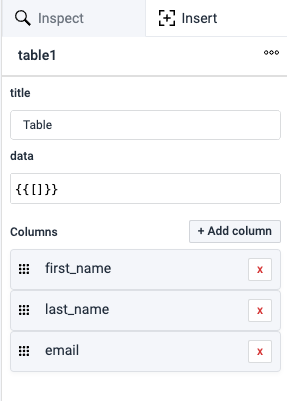 Inspect Insert
table1
title
Table
data
{{[]}}
Columns + Add column
first_name x
last_name x
email x